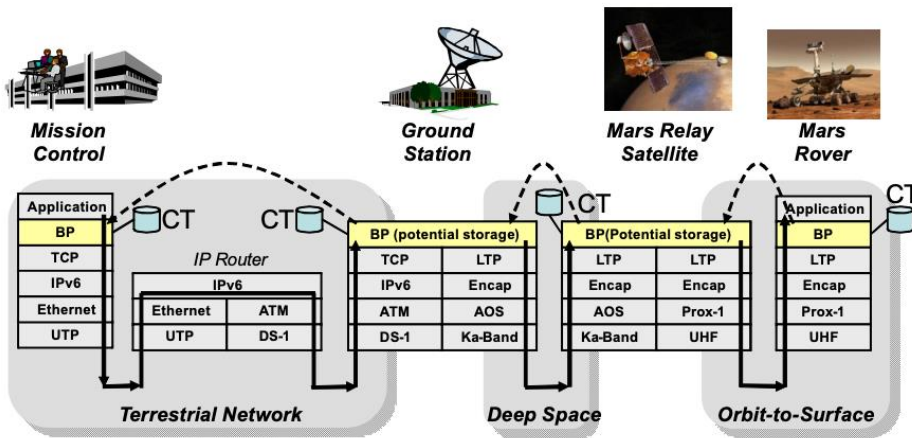 Mission
Control
Ground
Station
Mars Relay
Satellite
Mars
Rover
Application
BP
TCP
IPv6
Ethernet
UTP
CT
IP Router
IPv6
Ethernet ATM
UTP DS-1
CT
BP (potential storage)
TCP LTP
IPv6 Encap
ATM AOS
DS-1 Ka-Band
CT
BP(Potential storage)
LTP LTP
Encap Encap
AOS Prox-1
Ka-Band UHF
Application
BP
LTP
Encap
Prox-1
UHF
CT
Terrestrial Network
Deep Space
Orbit-to-Surface